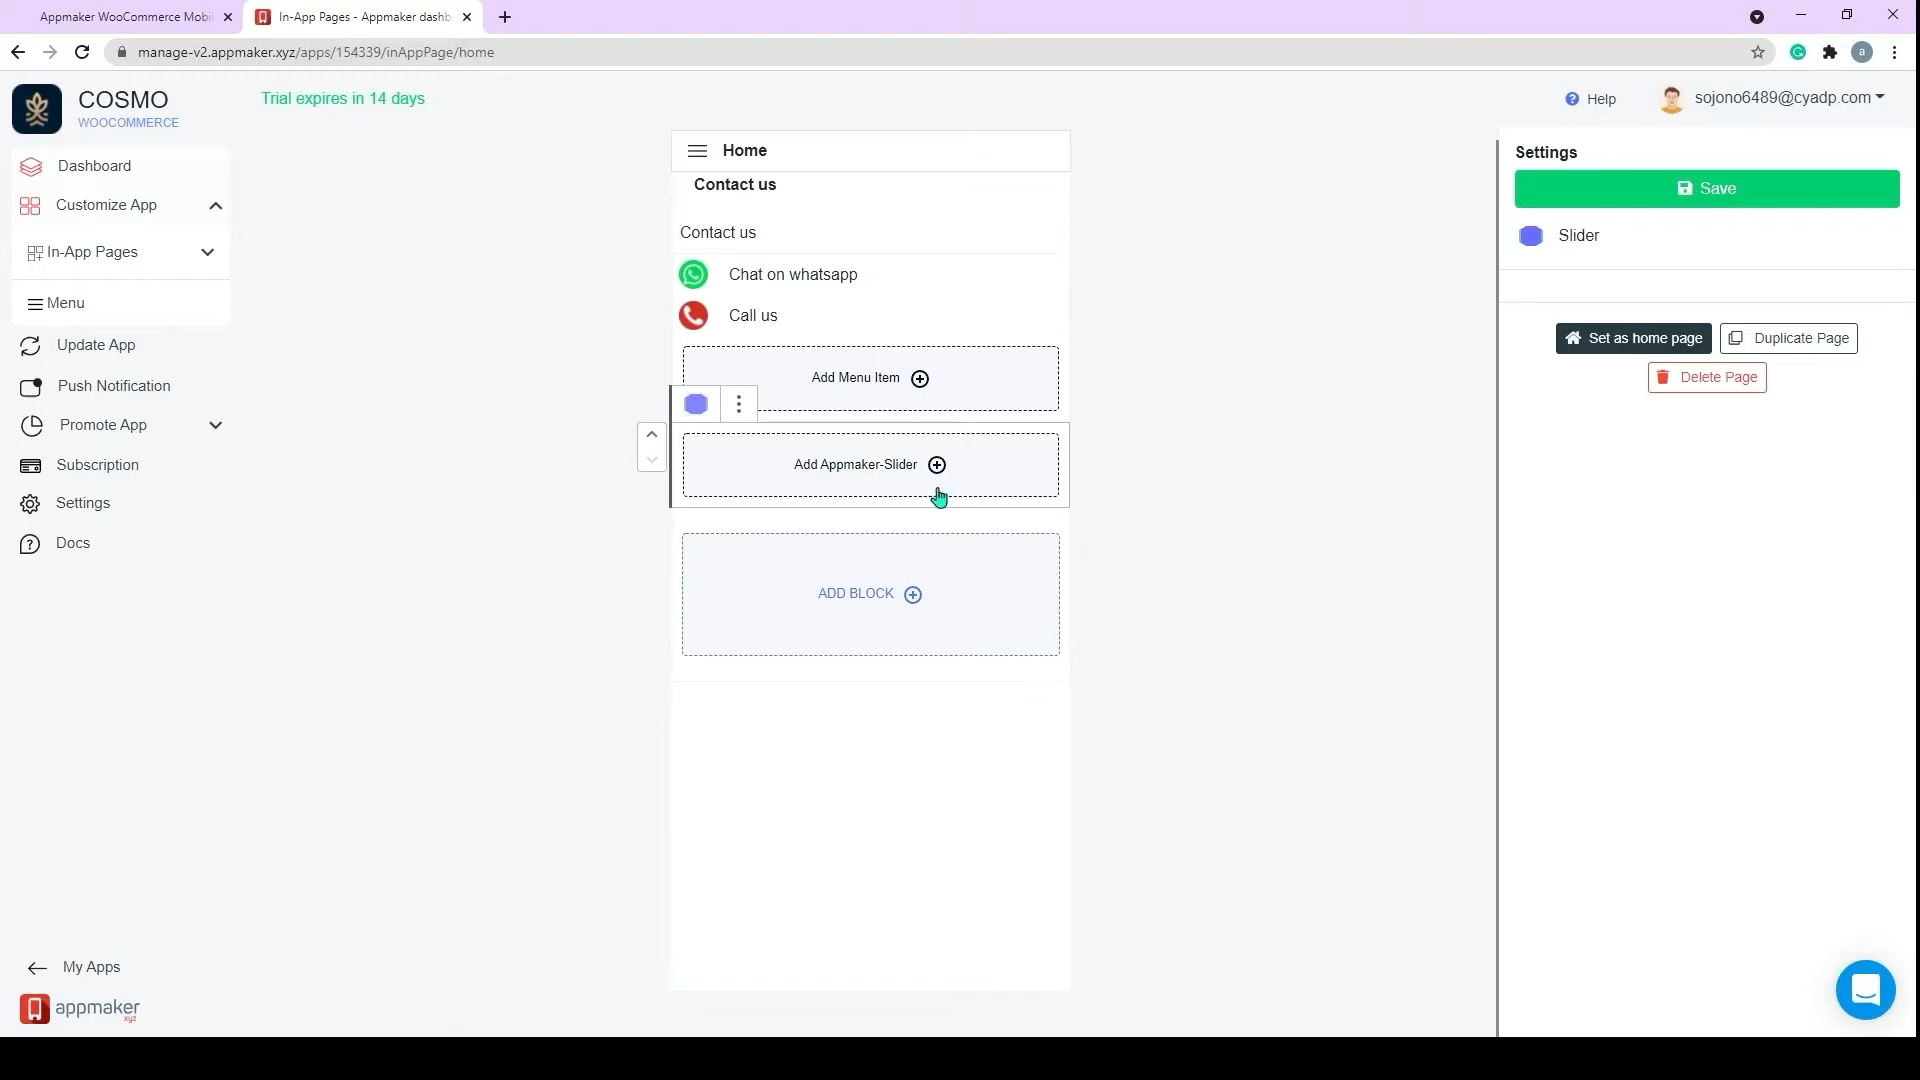 Appmaker WooCommerce Mobi
In-App Pages - Appmaker dashb
manage-v2.appmaker.xyz/apps/154339/inAppPage/home
a
COSMO
WOOCOMMERCE
Trial expires in 14 days
Help
sojono6489@cyadp.com
Dashboard
Customize App
In-App Pages
Menu
Update App
Push Notification
Promote App
Subscription
Settings
Docs
My Apps
appmaker
xyz
Home
Contact us
Contact us
Chat on whatsapp
Call us
Add Menu Item
Add Appmaker-Slider
ADD BLOCK
Settings
Save
Slider
Set as home page
Duplicate Page
Delete Page